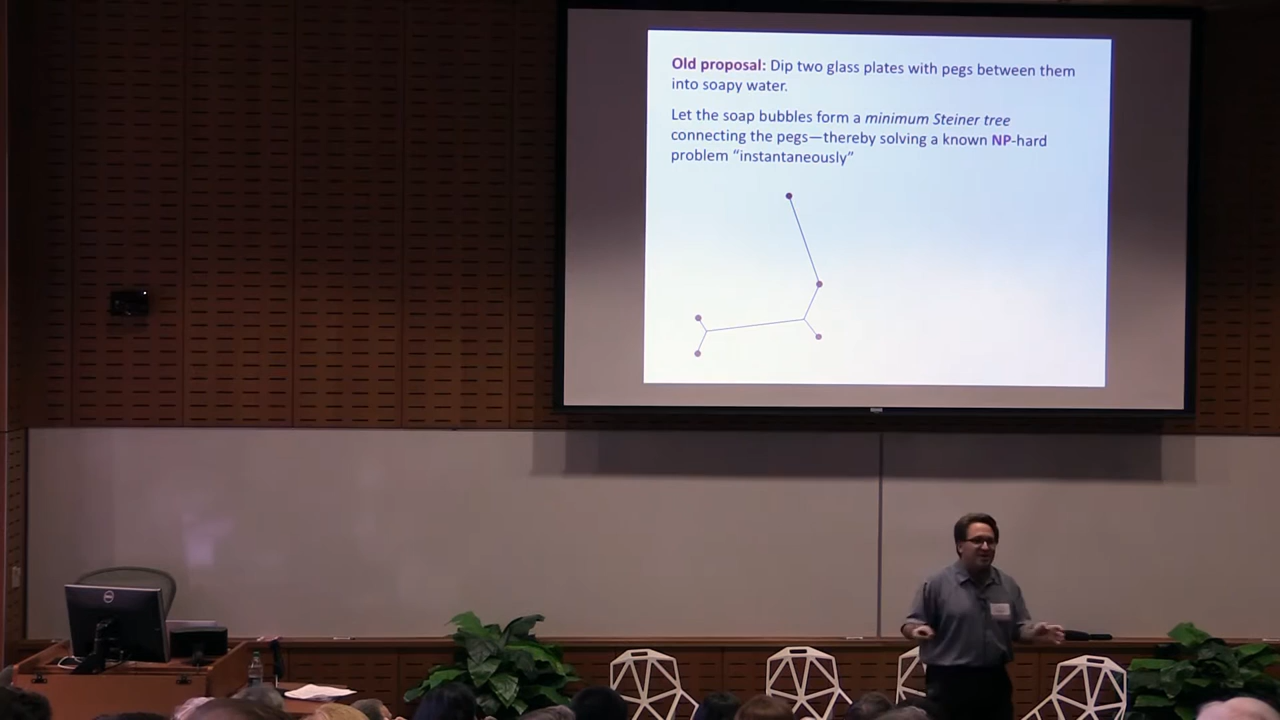 Old proposal: Dip two glass plates with pegs between them
into soapy water.
Let the soap bubbles form a minimum Steiner tree
connecting the pegs—thereby solving a known NP-hard
problem “instantaneously”